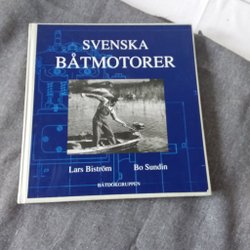 SVENSKA
BÅTMOTORER
Lars Biström Bo Sundin
BÅTDOKGRUPPEN